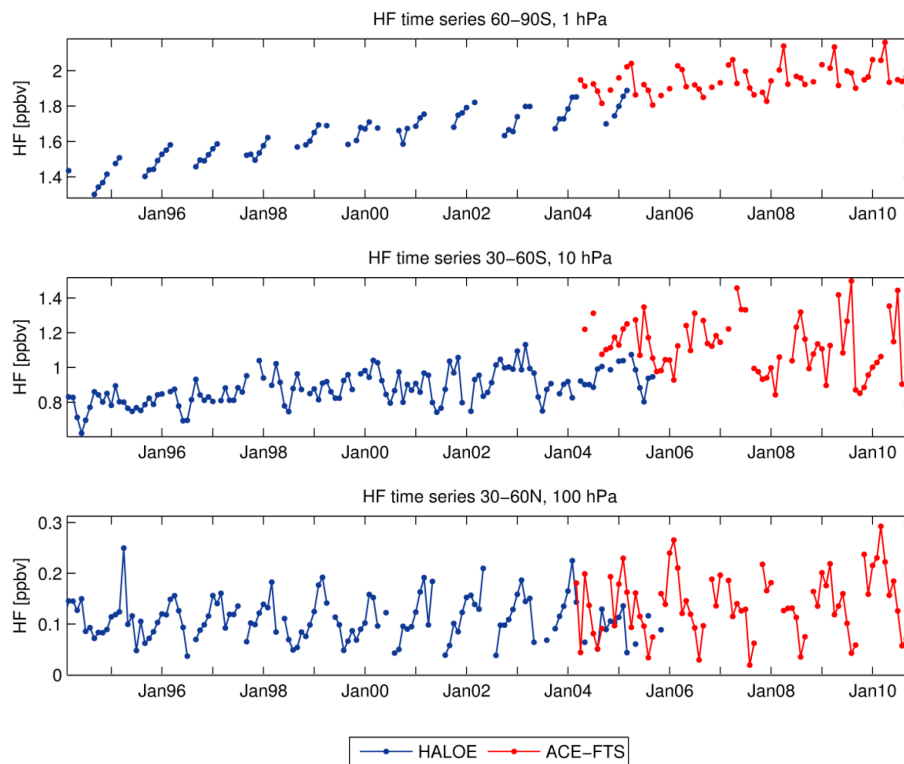 HF time series 60−90S, 1 hPa
HF [ppbv]
2
1.8
1.6
1.4
Jan96 Jan98 Jan00 Jan02 Jan04 Jan06 Jan08 Jan10
HF time series 30−60S, 10 hPa
HF [ppbv]
1.4
1.2
1
0.8
Jan96 Jan98 Jan00 Jan02 Jan04 Jan06 Jan08 Jan10
HF time series 30−60N, 100 hPa
HF [ppbv]
0.3
0.2
0.1
0
Jan96 Jan98 Jan00 Jan02 Jan04 Jan06 Jan08 Jan10
HALOE ACE−FTS